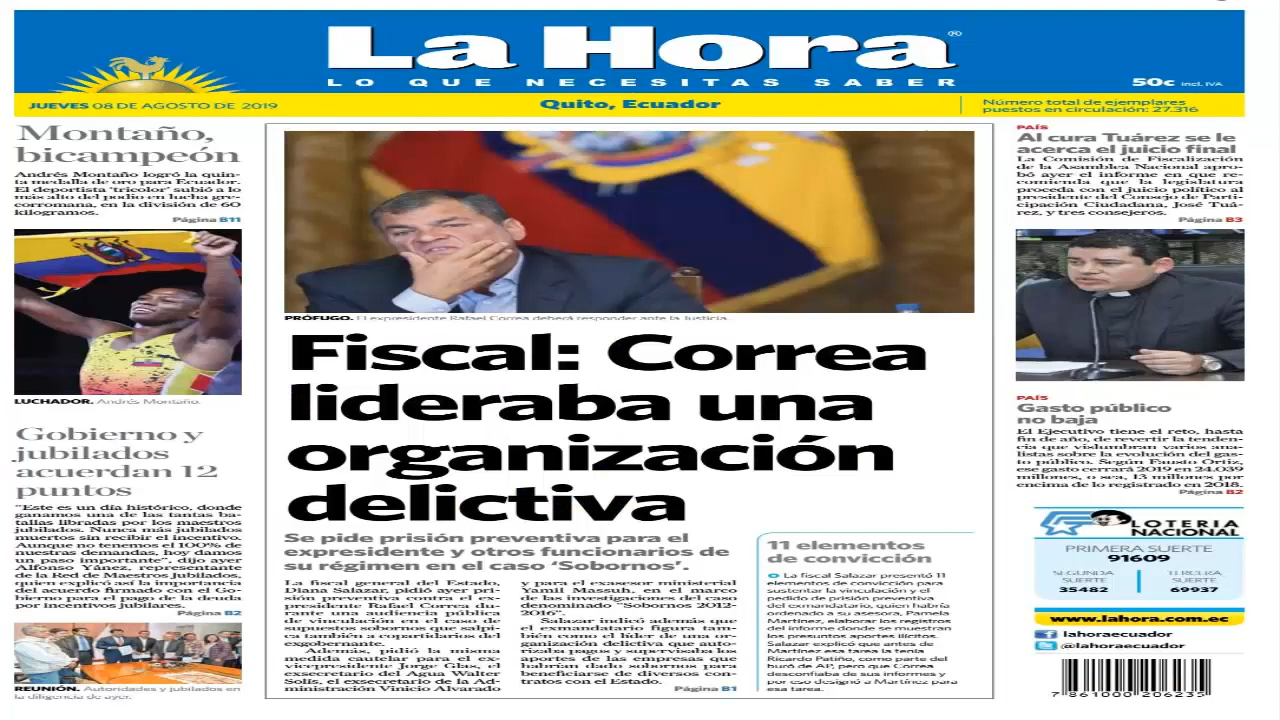 La Hora®
LO QUE NECESITAS SABER
50c incl. IVA
JUEVES 08 DE AGOSTO DE 2019
Quito, Ecuador
Número total de ejemplares
puestos en circulación: 27.316
Montaño,
bicampeón
Andrés Montaño logró la quin-
ta medalla de oro para Ecuador.
El deportista 'tricolor' subió a lo
más alto del podio en lucha gre-
corromana, en la división de 60
kilogramos.
Página B11
LUCHADOR. Andrés Montaño.
Gobierno y
jubilados
acuerdan 12
puntos
"Este es un día histórico, donde
ganamos una de las tantas ba-
tallas libradas por los maestros
jubilados. Nunca más jubilados
muertos sin recibir el incentivo.
Aunque no tenemos el 100% de
nuestras demandas, hoy damos
un paso importante", dijo ayer
Alfonso Yánez, representante
de la Red de Maestros Jubilados,
quien explicó así la importancia
del acuerdo firmado con el Go-
bierno para el pago de la deuda
por incentivos jubilares.
Página B2
REUNIÓN. Autoridades y jubilados en
la diligencia de ayer.
PRÓFUGO. El expresidente Rafael Correa deberá responder ante la Justicia.
Fiscal: Correa
lideraba una
organización
delictiva
Se pide prisión preventiva para el
expresidente y otros funcionarios de
su régimen en el caso 'Sobornos'.
La fiscal general del Estado,
Diana Salazar, pidió ayer pri-
sión preventiva contra el ex-
presidente Rafael Correa du-
rante una audiencia pública
de vinculación en el caso de
supuestos sobornos que salpi-
ca también a copartidarios del
exgobernante.
Además, pidió la misma
medida cautelar para el ex-
vicepresidente Jorge Glas, el
exsecretario del Agua Walter
Solís, el exsecretario de la Ad-
ministración Vinicio Alvarado
y para el exasesor ministerial
Yamil Massuh, en el marco
de las investigaciones del caso
denominado "Sobornos 2012-
2016".
Salazar indicó además que
el exmandatario figura tam-
bién como el líder de una or-
ganización delictiva que auto-
rizaba pagos y supervisaba los
aportes de las empresas que
habrían dado sobornos para
beneficiarse de diversos con-
tratos con el Estado.
Página B1
11 elementos
de convicción
La fiscal Salazar presentó 11
elementos de convicción para
sustentar la vinculación y el
pedido de prisión preventiva
del exmandatario, quien habría
ordenado a su asesora, Pamela
Martínez, elaborar los registros
del informe donde se muestran
los presuntos aportes ilícitos.
Salazar explicó que antes de
Martínez esa tarea la tenía
Ricardo Patiño, como parte del
buró de AP, pero que Correa
desconfiaba de sus informes y
por eso designó a Martínez para
esa tarea.
PAÍS
Al cura Tuárez se le
acerca el juicio final
La Comisión de Fiscalización
de la Asamblea Nacional apro-
bó ayer el informe en que re-
comienda que la legislatura
proceda con el juicio político al
presidente del Consejo de Parti-
cipación Ciudadana, José Tuá-
rez, y tres consejeros.
Página B3
PAÍS
Gasto público
no baja
El Ejecutivo tiene el reto, hasta
fin de año, de revertir la tenden-
cia que vislumbran varios ana-
listas sobre la evolución del gas-
to público. Según Fausto Ortiz,
ese gasto cerrará 2019 en 24.039
millones, o sea, 13 millones por
encima de lo registrado en 2018.
Página B2
LOTERIA
NACIONAL
PRIMERA SUERTE
91609
SEGUNDA
SUERTE
35482
TERCERA
SUERTE
69937
www.lahora.com.ec
lahoraecuador
@lahoraecuador
7 861000 206235